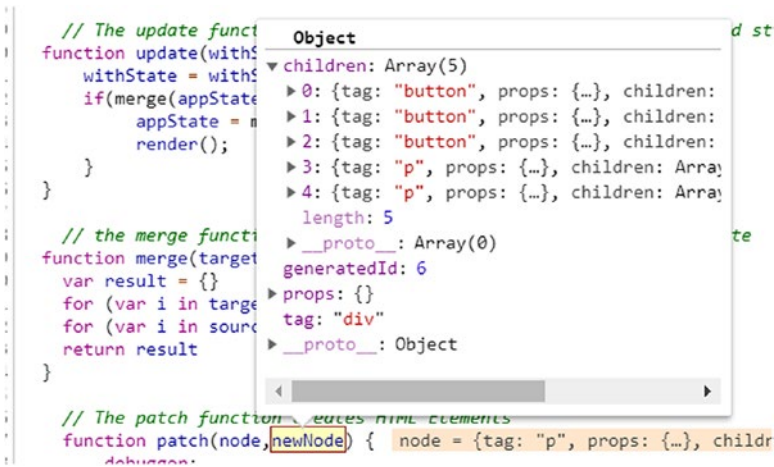 // The update funct
d st
function update(withS
withState = withS
if(merge(appState
appState = m
render();
}
}
// the merge functi
te
function merge(target
var result = {}
for (var i in targe
for (var i in sourc
return result
}
// The patch function creates HTML Elements
function patch(node,newNode) { node = {tag: "p", props: {…}, childr
debugger;
Object
▼children: Array(5)
▶0: {tag: "button", props: {…}, children:
▶1: {tag: "button", props: {…}, children:
▶2: {tag: "button", props: {…}, children:
▶3: {tag: "p", props: {…}, children: Array
▶4: {tag: "p", props: {…}, children: Array
length: 5
▶__proto__: Array(0)
generatedId: 6
▶props: {}
tag: "div"
▶__proto__: Object